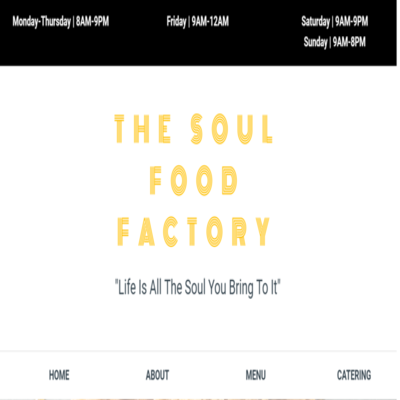 Monday-Thursday | 8AM-9PM
Friday | 9AM-12AM
Saturday | 9AM-9PM
Sunday | 9AM-8PM
THE SOUL
FOOD
FACTORY
"Life Is All The Soul You Bring To It"
HOME
ABOUT
MENU
CATERING